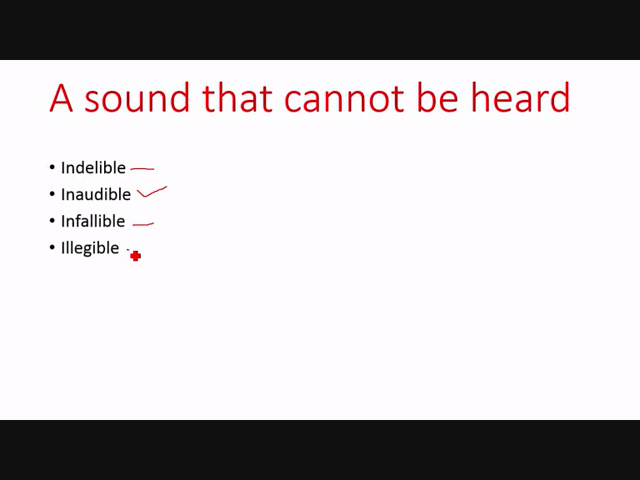 A sound that cannot be heard
• Indelible
• Inaudible
• Infallible
• Illegible